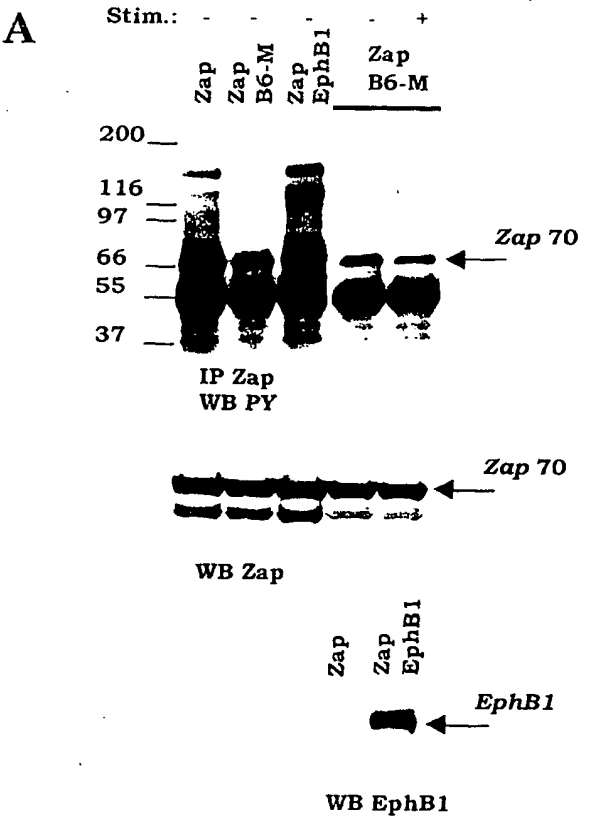 A
Stim.: - - - - +
Zap
Zap
B6-M
Zap
EphB1
Zap
B6-M
200
116
97
66
55
37
Zap 70
IP Zap
WB PY
Zap 70
WB Zap
Zap
Zap
EphB1
EphB1
WB EphB1